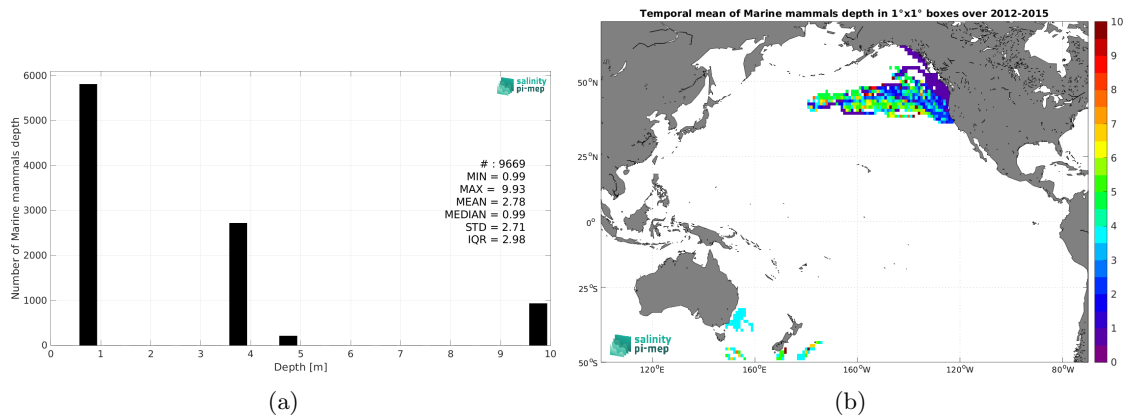 6000
5000
4000
3000
2000
1000
0
Number of Marine mammals depth
salinity
pi-mep
# : 9669
MIN = 0.99
MAX = 9.93
MEAN = 2.78
MEDIAN = 0.99
STD = 2.71
IQR = 2.98
0 1 2 3 4 5 6 7 8 9 10
Depth [m]
(a)
Temporal mean of Marine mammals depth in 1°x1° boxes over 2012-2015
50°N
25°N
0°
25°S
50°S
120°E 160°E 160°W 120°W 80°W
salinity
pi-mep
10
9
8
7
6
5
4
3
2
1
0
(b)